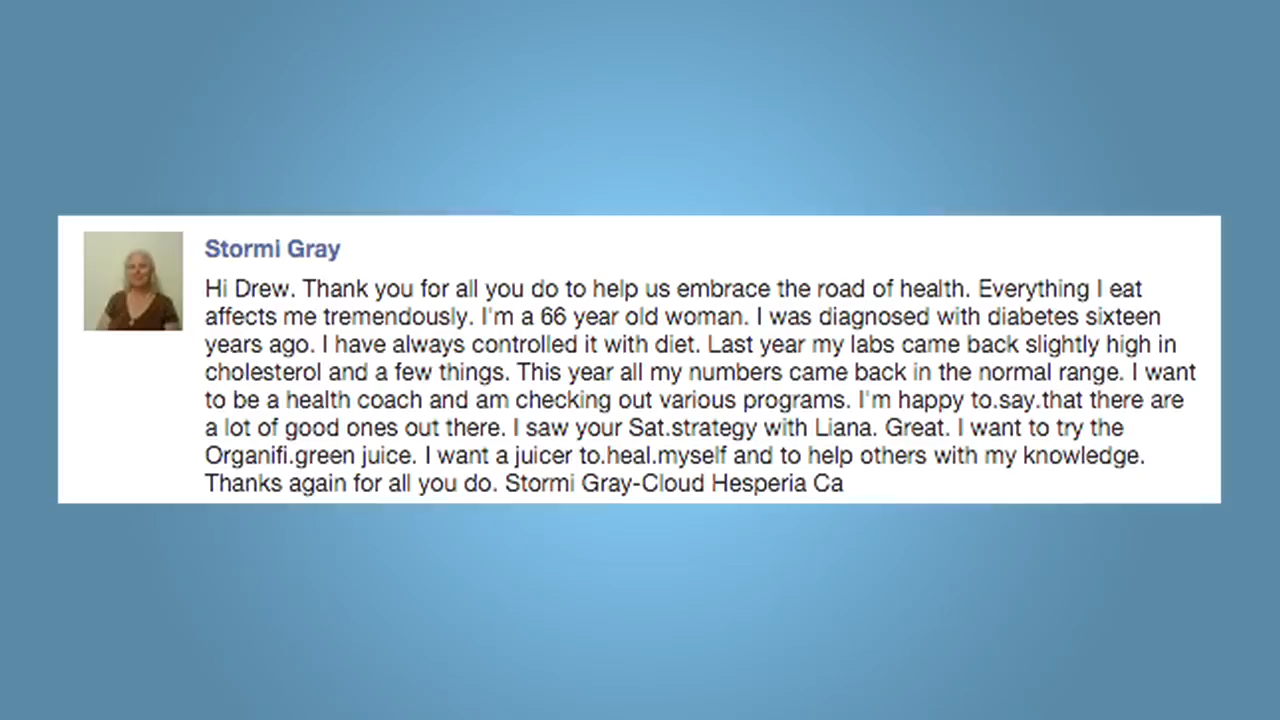 Stormi Gray
Hi Drew. Thank you for all you do to help us embrace the road of health. Everything I eat
affects me tremendously. I'm a 66 year old woman. I was diagnosed with diabetes sixteen
years ago. I have always controlled it with diet. Last year my labs came back slightly high in
cholesterol and a few things. This year all my numbers came back in the normal range. I want
to be a health coach and am checking out various programs. I'm happy to.say.that there are
a lot of good ones out there. I saw your Sat.strategy with Liana. Great. I want to try the
Organifi.green juice. I want a juicer to.heal.myself and to help others with my knowledge.
Thanks again for all you do. Stormi Gray-Cloud Hesperia Ca